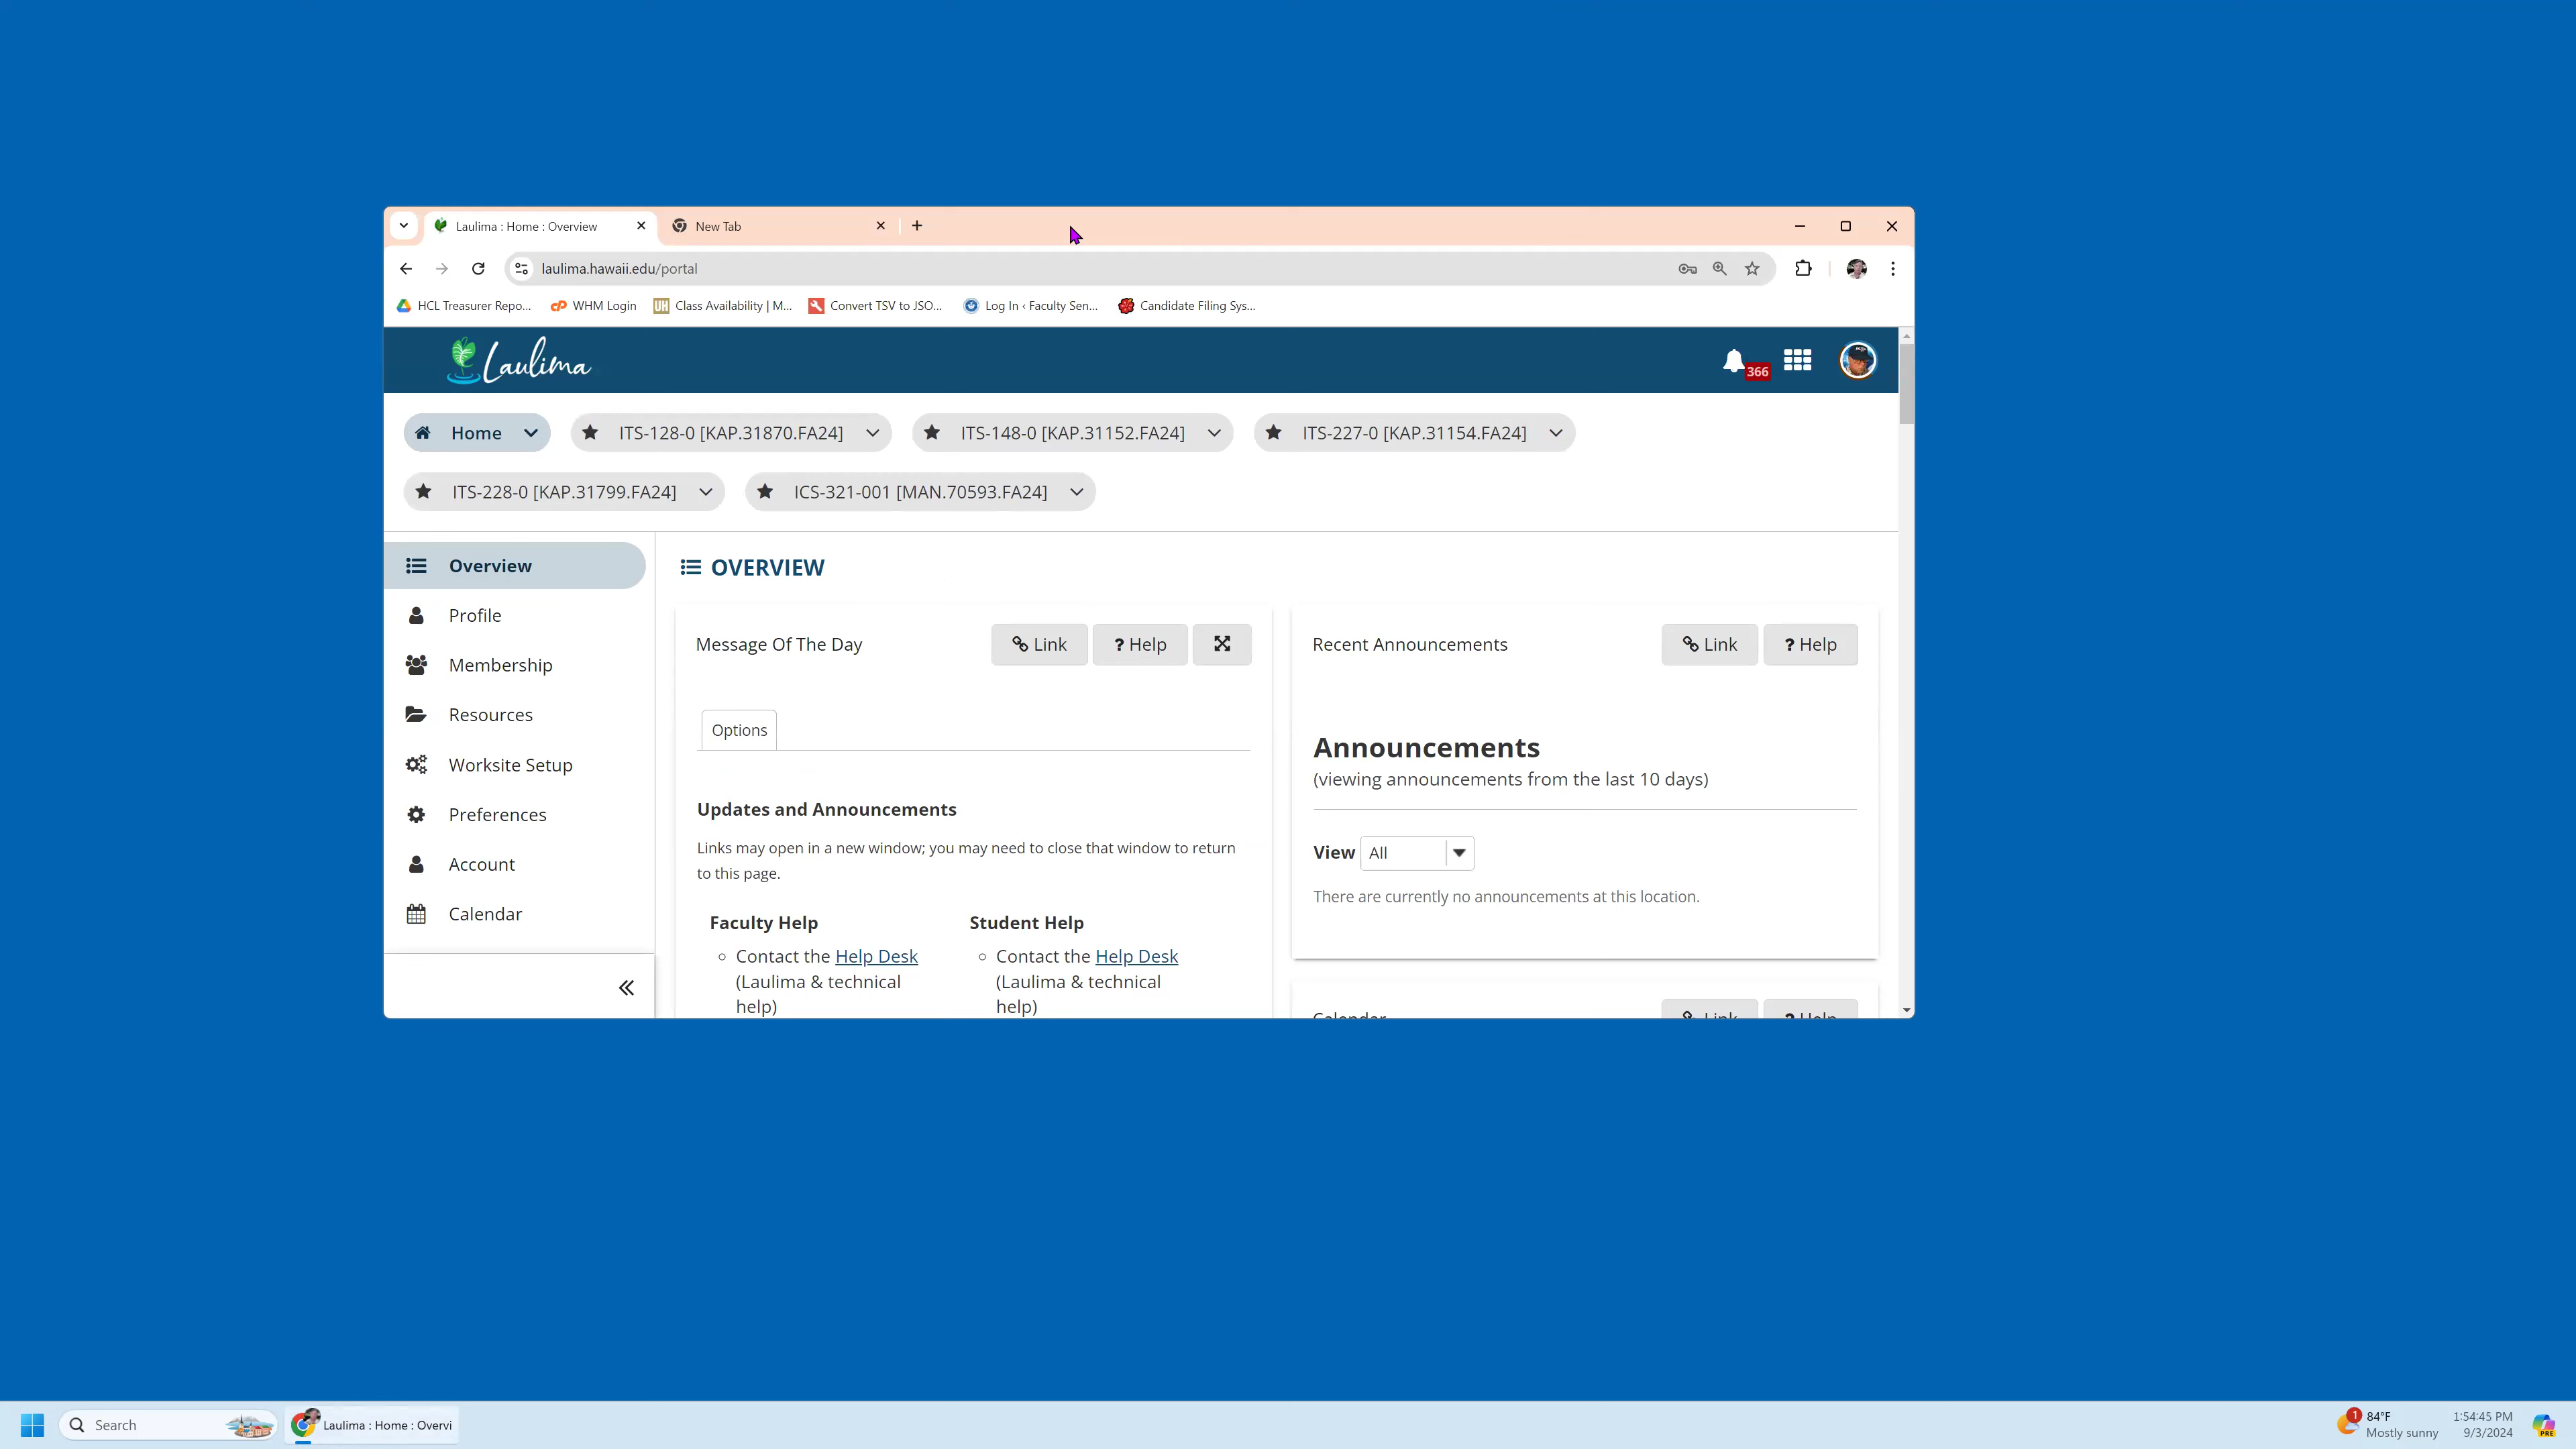 Laulima : Home : Overview
New Tab
laulima.hawaii.edu/portal
HCL Treasurer Repo...
WHM Login
Class Availability | M...
Convert TSV to JSO...
Log In ‹ Faculty Sen...
Candidate Filing Sys...
Laulima
366
Home
ITS-128-0 [KAP.31870.FA24]
ITS-148-0 [KAP.31152.FA24]
ITS-227-0 [KAP.31154.FA24]
ITS-228-0 [KAP.31799.FA24]
ICS-321-001 [MAN.70593.FA24]
Overview
Profile
Membership
Resources
Worksite Setup
Preferences
Account
Calendar
OVERVIEW
Message Of The Day
Link
? Help
Options
Updates and Announcements
Links may open in a new window; you may need to close that window to return
to this page.
Faculty Help
Contact the Help Desk
(Laulima & technical
help)
Student Help
Contact the Help Desk
(Laulima & technical
help)
Recent Announcements
Link
? Help
Announcements
(viewing announcements from the last 10 days)
View All
There are currently no announcements at this location.
Calendar
Link
? Help
Search
Laulima : Home : Overvi
1
84°F
Mostly sunny
1:54:45 PM
9/3/2024
PRE